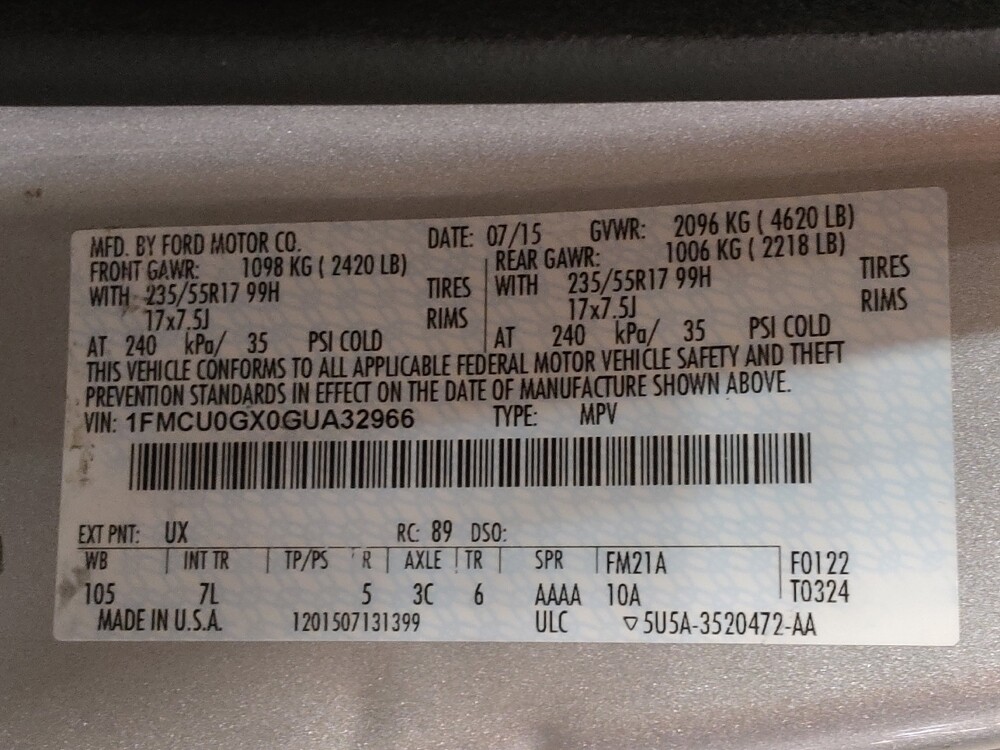 MFD. BY FORD MOTOR CO. DATE: 07/15 GVWR: 2096 KG ( 4620 LB)
FRONT GAWR: 1098 KG ( 2420 LB) REAR GAWR: 1006 KG ( 2218 LB)
WITH 235/55R17 99H TIRES WITH 235/55R17 99H TIRES
17x7.5J RIMS 17x7.5J RIMS
AT 240 kPa/ 35 PSI COLD AT 240 kPa/ 35 PSI COLD
THIS VEHICLE CONFORMS TO ALL APPLICABLE FEDERAL MOTOR VEHICLE SAFETY AND THEFT
PREVENTION STANDARDS IN EFFECT ON THE DATE OF MANUFACTURE SHOWN ABOVE.
VIN: 1FMCU0GX0GUA32966 TYPE: MPV
EXT PNT: UX RC: 89 DSO:
WB INT TR TP/PS R AXLE TR SPR FM21A F0122
105 7L 5 3C 6 AAAA 10A T0324
MADE IN U.S.A. 1201507131399 ULC ▽5U5A-3520472-AA